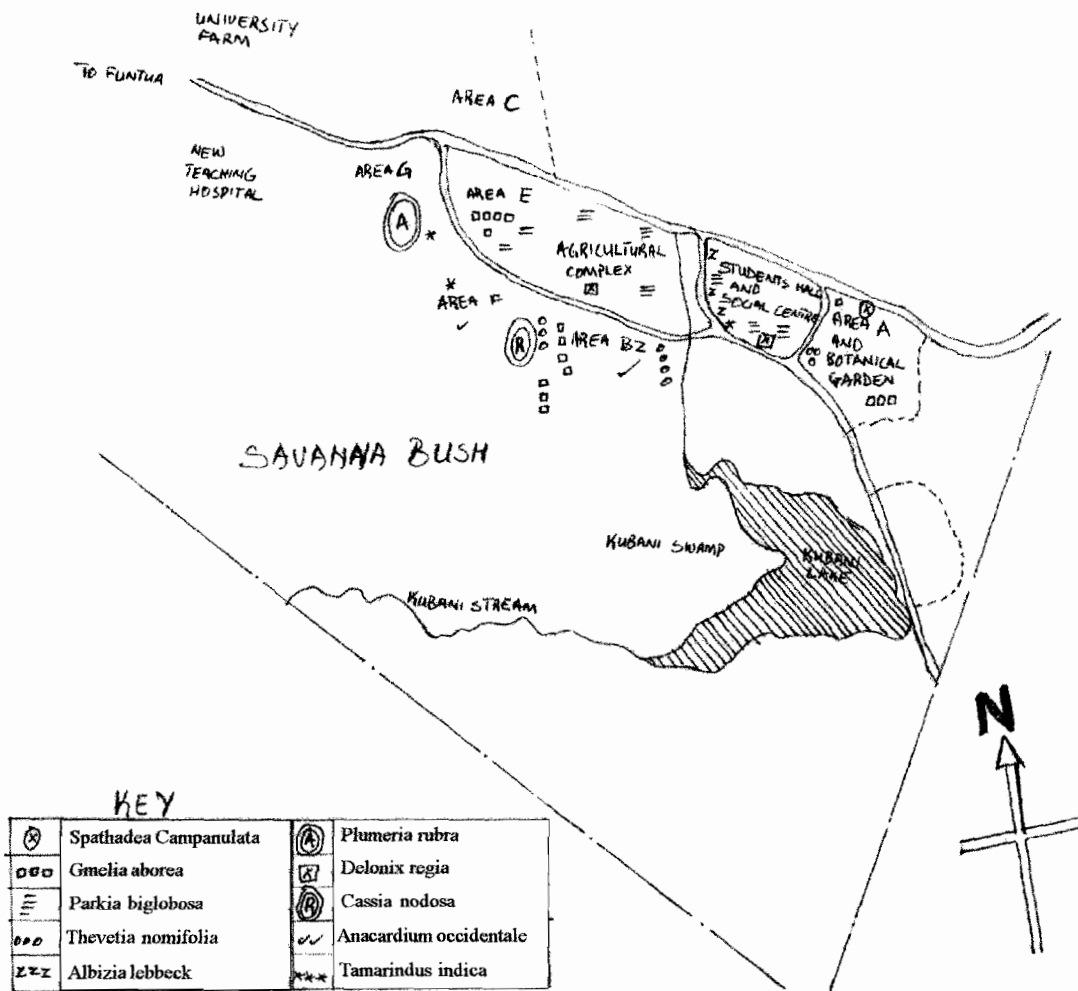 UNIVERSITY
FARM
TO FUNTUA
AREA C
NEW
TEACHING
HOSPITAL
AREA G
A
AREA E
AGRICULTURAL
COMPLEX
STUDENTS HALL
AND
SOCIAL CENTRE
AREA A
AND
BOTANICAL
GARDEN
AREA F
R
AREA BZ
SAVANNA BUSH
KUBANI SWAMP
KUBANI
LAKE
KUBANI STREAM
N
KEY
Spathadea Campanulata
Gmelia aborea
Parkia biglobosa
Thevetia nomifolia
Albizia lebbeck
A Plumeria rubra
Delonix regia
R Cassia nodosa
Anacardium occidentale
Tamarindus indica